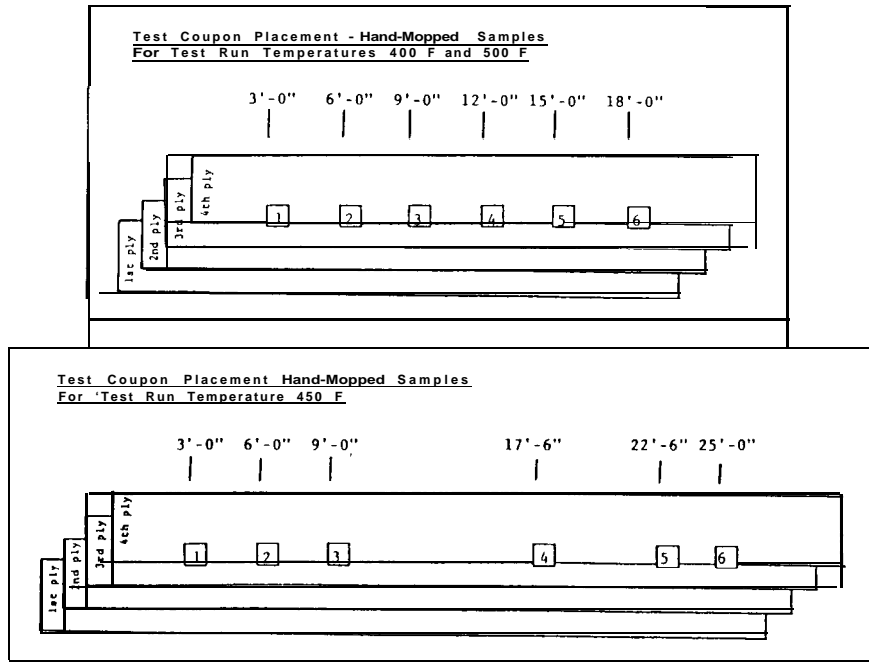 Test Coupon Placement - Hand-Mopped Samples
For Test Run Temperatures 400 F and 500 F
3'-0" 6'-0" 9'-0" 12'-0" 15'-0" 18'-0"
1st ply
2nd ply
3rd ply
4th ply
1 2 3 4 5 6
Test Coupon Placement Hand-Mopped Samples
For 'Test Run Temperature 450 F
3'-0" 6'-0" 9'-0" 17'-6" 22'-6" 25'-0"
1st ply
2nd ply
3rd ply
4th ply
1 2 3 4 5 6